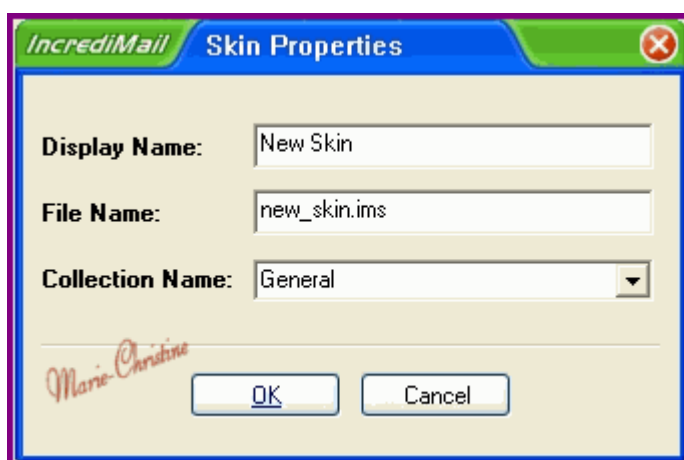 IncrediMail Skin Properties
Display Name: New Skin
File Name: new_skin.ims
Collection Name: General
Marie-Christine
OK Cancel